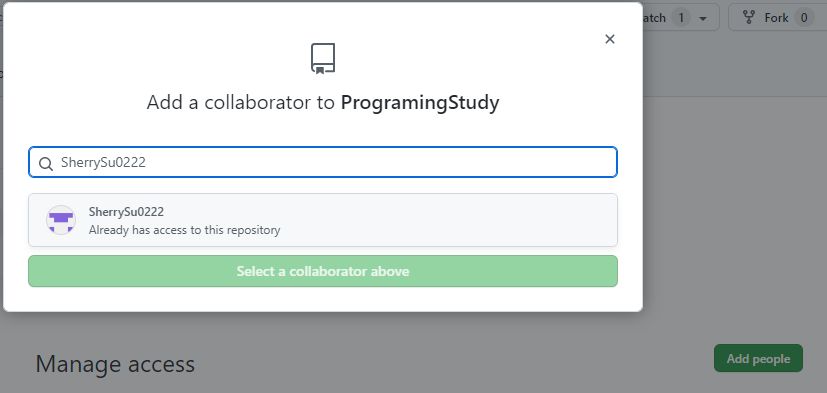 atch 1
Fork 0
Add a collaborator to ProgramingStudy
SherrySu0222
SherrySu0222
Already has access to this repository
Select a collaborator above
Manage access
Add people